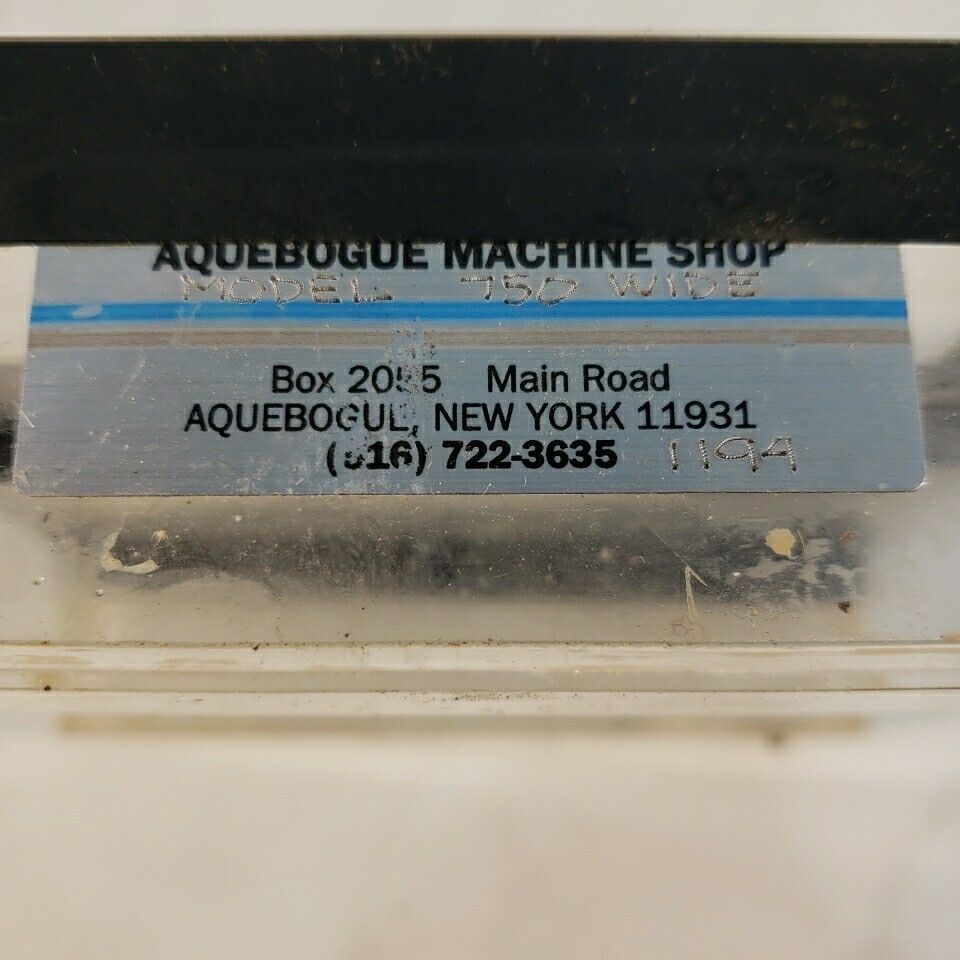 AQUEBOGUE MACHINE SHOP
MODEL 750 WIDE
Box 2055 Main Road
AQUEBOGUE, NEW YORK 11931
(516) 722-3635 1194